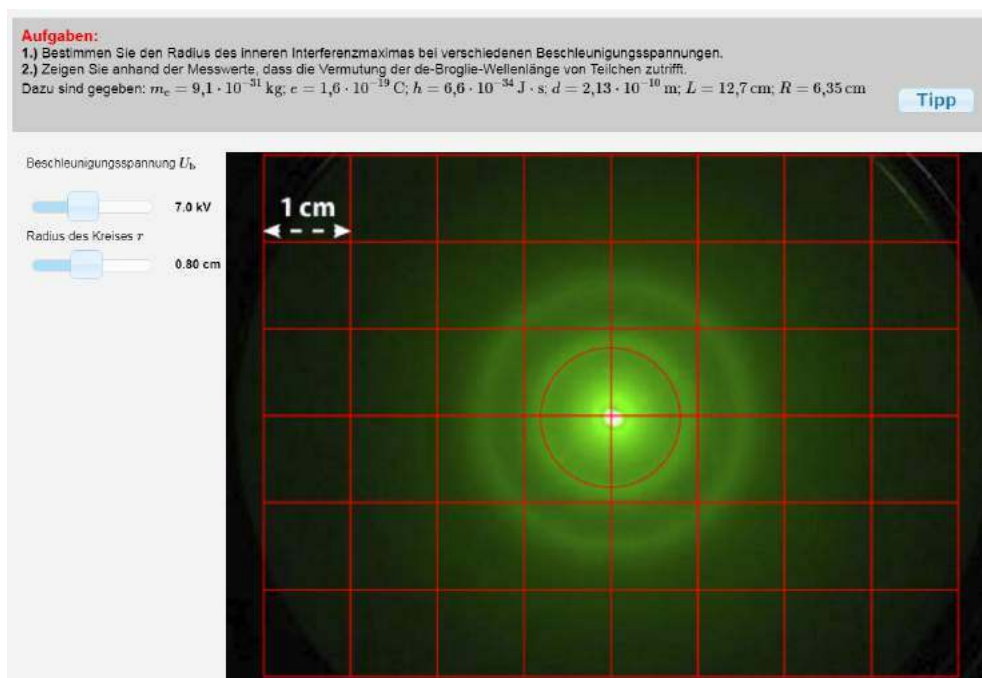 Aufgaben:
1.) Bestimmen Sie den Radius des inneren Interferenzmaximas bei verschiedenen Beschleunigungsspannungen.
2.) Zeigen Sie anhand der Messwerte, dass die Vermutung der de-Broglie-Wellenlänge von Teilchen zutrifft.
Dazu sind gegeben: mₑ = 9,1 · 10⁻³¹ kg; e = 1,6 · 10⁻¹⁹ C; h = 6,6 · 10⁻³⁴ J · s; d = 2,13 · 10⁻¹⁰ m; L = 12,7 cm; R = 6,35 cm
Tipp
Beschleunigungsspannung U_b
7.0 kV
Radius des Kreises r
0.80 cm
1 cm